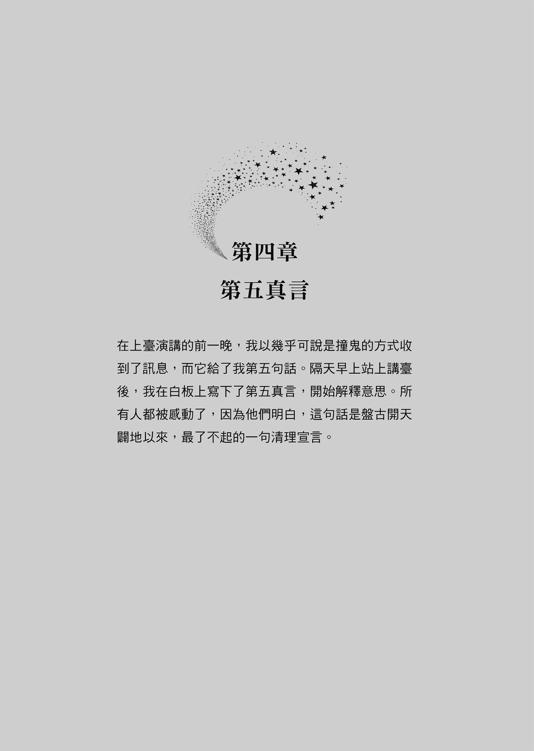 第四章
第五真言
在上臺演講的前一晚，我以幾乎可說是撞鬼的方式收
到了訊息，而它給了我第五句話。隔天早上站上講臺
後，我在白板上寫下了第五真言，開始解釋意思。所
有人都被感動了，因為他們明白，這句話是盤古開天
闢地以來，最了不起的一句清理宣言。